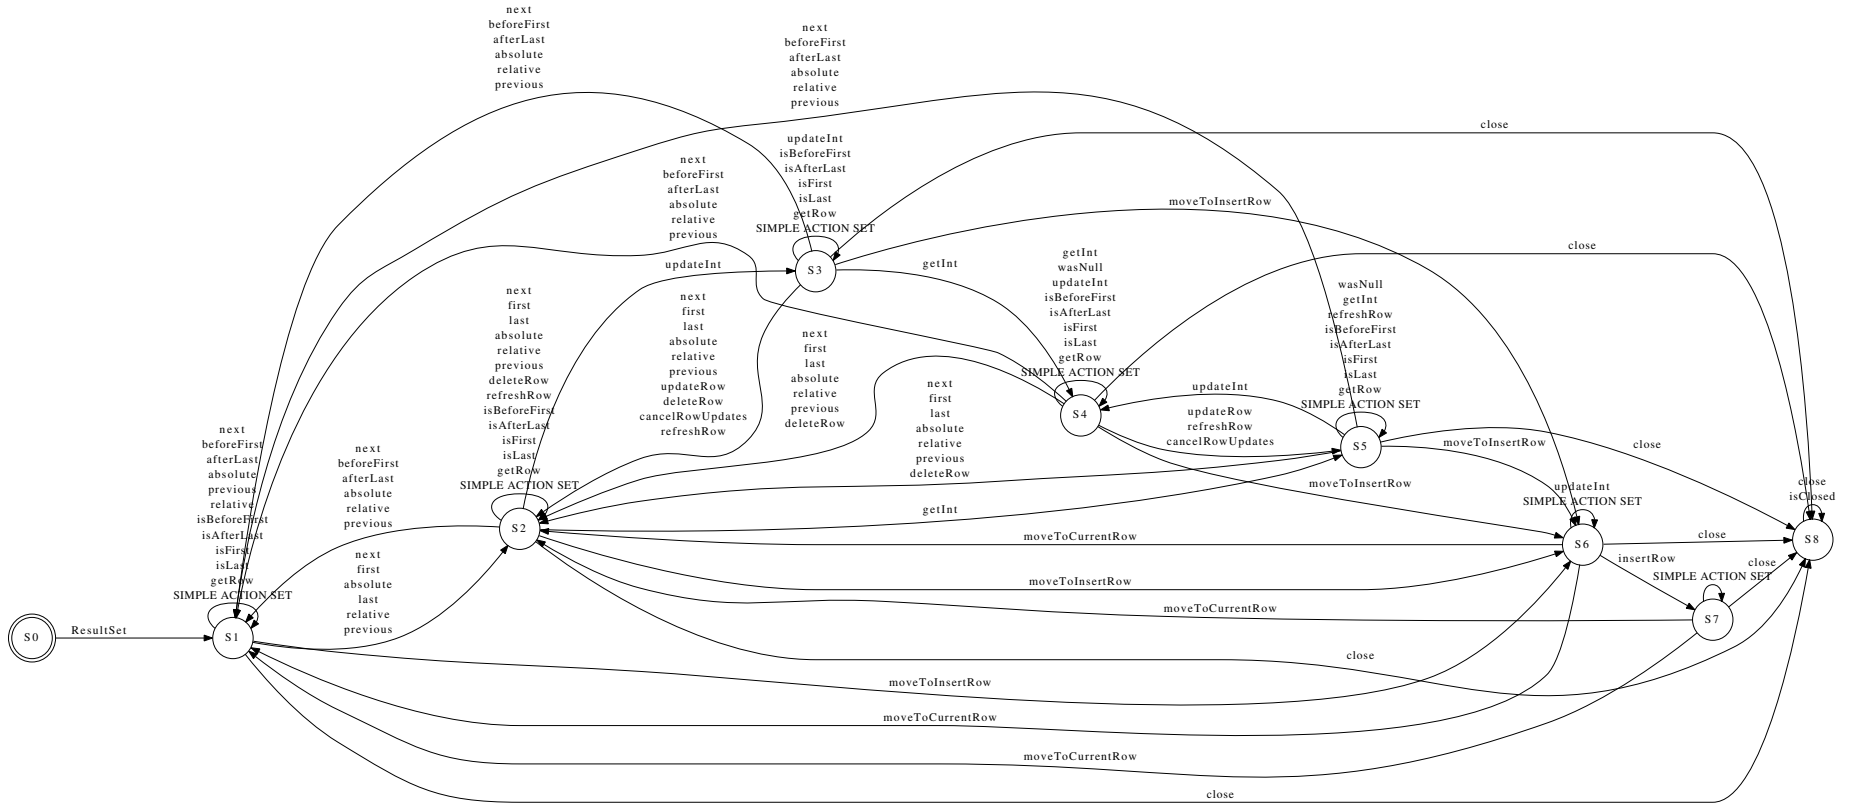 next
beforeFirst
afterLast
absolute
relative
previous
next
beforeFirst
afterLast
absolute
relative
previous
close
updateInt
isBeforeFirst
isAfterLast
isFirst
isLast
getRow
SIMPLE ACTION SET
S3
next
beforeFirst
afterLast
absolute
relative
previous
moveToInsertRow
close
updateInt
getInt
getInt
wasNull
updateInt
isBeforeFirst
isAfterLast
isFirst
isLast
getRow
SIMPLE ACTION SET
S4
wasNull
getInt
refreshRow
isBeforeFirst
isAfterLast
isFirst
isLast
getRow
SIMPLE ACTION SET
S5
next
first
last
absolute
relative
previous
deleteRow
refreshRow
isBeforeFirst
isAfterLast
isFirst
isLast
getRow
SIMPLE ACTION SET
S2
next
first
last
absolute
relative
previous
updateRow
deleteRow
cancelRowUpdates
refreshRow
next
first
last
absolute
relative
previous
deleteRow
next
first
last
absolute
relative
previous
deleteRow
updateInt
updateRow
refreshRow
cancelRowUpdates
moveToInsertRow
close
moveToInsertRow
getInt
updateInt
SIMPLE ACTION SET
S6
close
isClosed
S8
next
beforeFirst
afterLast
absolute
previous
relative
isBeforeFirst
isAfterLast
isFirst
isLast
getRow
SIMPLE ACTION SET
S1
next
beforeFirst
afterLast
absolute
relative
previous
next
first
absolute
last
relative
previous
moveToCurrentRow
close
insertRow
close
SIMPLE ACTION SET
S7
moveToInsertRow
moveToCurrentRow
S0
ResultSet
close
moveToInsertRow
moveToCurrentRow
moveToCurrentRow
close